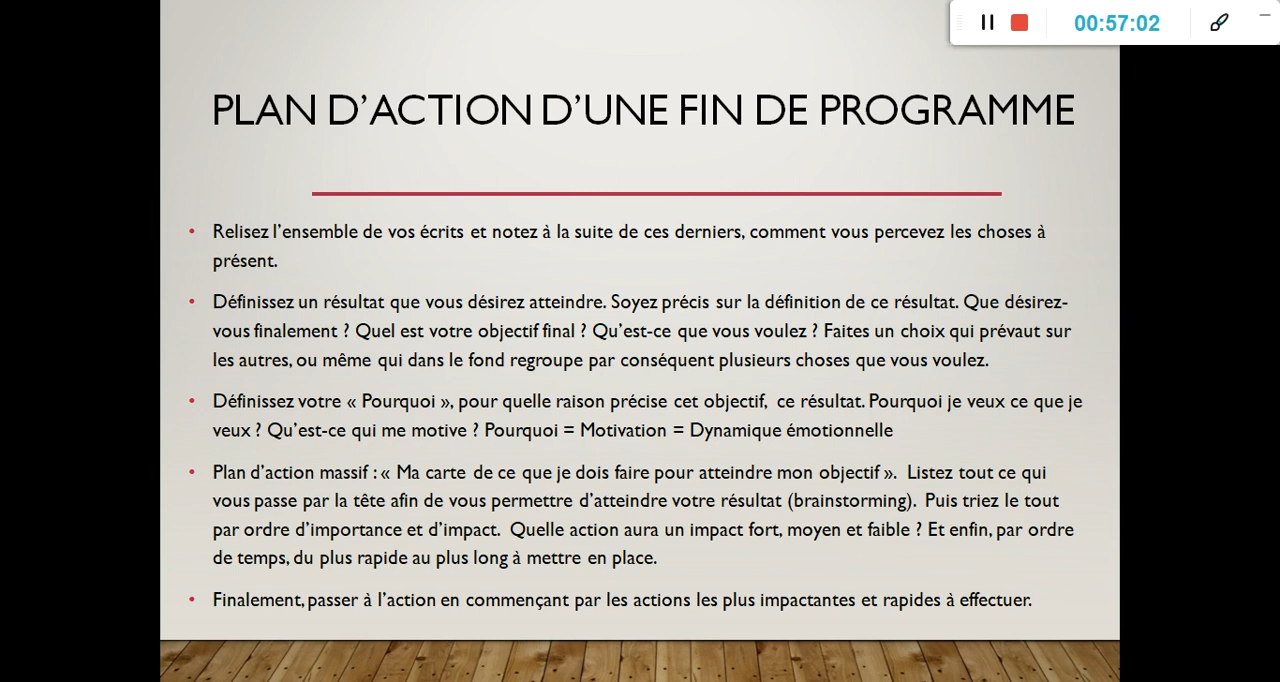 00:57:02
PLAN D’ACTION D’UNE FIN DE PROGRAMME
• Relisez l’ensemble de vos écrits et notez à la suite de ces derniers, comment vous percevez les choses à
présent.
• Définissez un résultat que vous désirez atteindre. Soyez précis sur la définition de ce résultat. Que désirez-
vous finalement ? Quel est votre objectif final ? Qu’est-ce que vous voulez ? Faites un choix qui prévaut sur
les autres, ou même qui dans le fond regroupe par conséquent plusieurs choses que vous voulez.
• Définissez votre « Pourquoi », pour quelle raison précise cet objectif, ce résultat. Pourquoi je veux ce que je
veux ? Qu’est-ce qui me motive ? Pourquoi = Motivation = Dynamique émotionnelle
• Plan d’action massif : « Ma carte de ce que je dois faire pour atteindre mon objectif ». Listez tout ce qui
vous passe par la tête afin de vous permettre d’atteindre votre résultat (brainstorming). Puis triez le tout
par ordre d’importance et d’impact. Quelle action aura un impact fort, moyen et faible ? Et enfin, par ordre
de temps, du plus rapide au plus long à mettre en place.
• Finalement, passer à l’action en commençant par les actions les plus impactantes et rapides à effectuer.